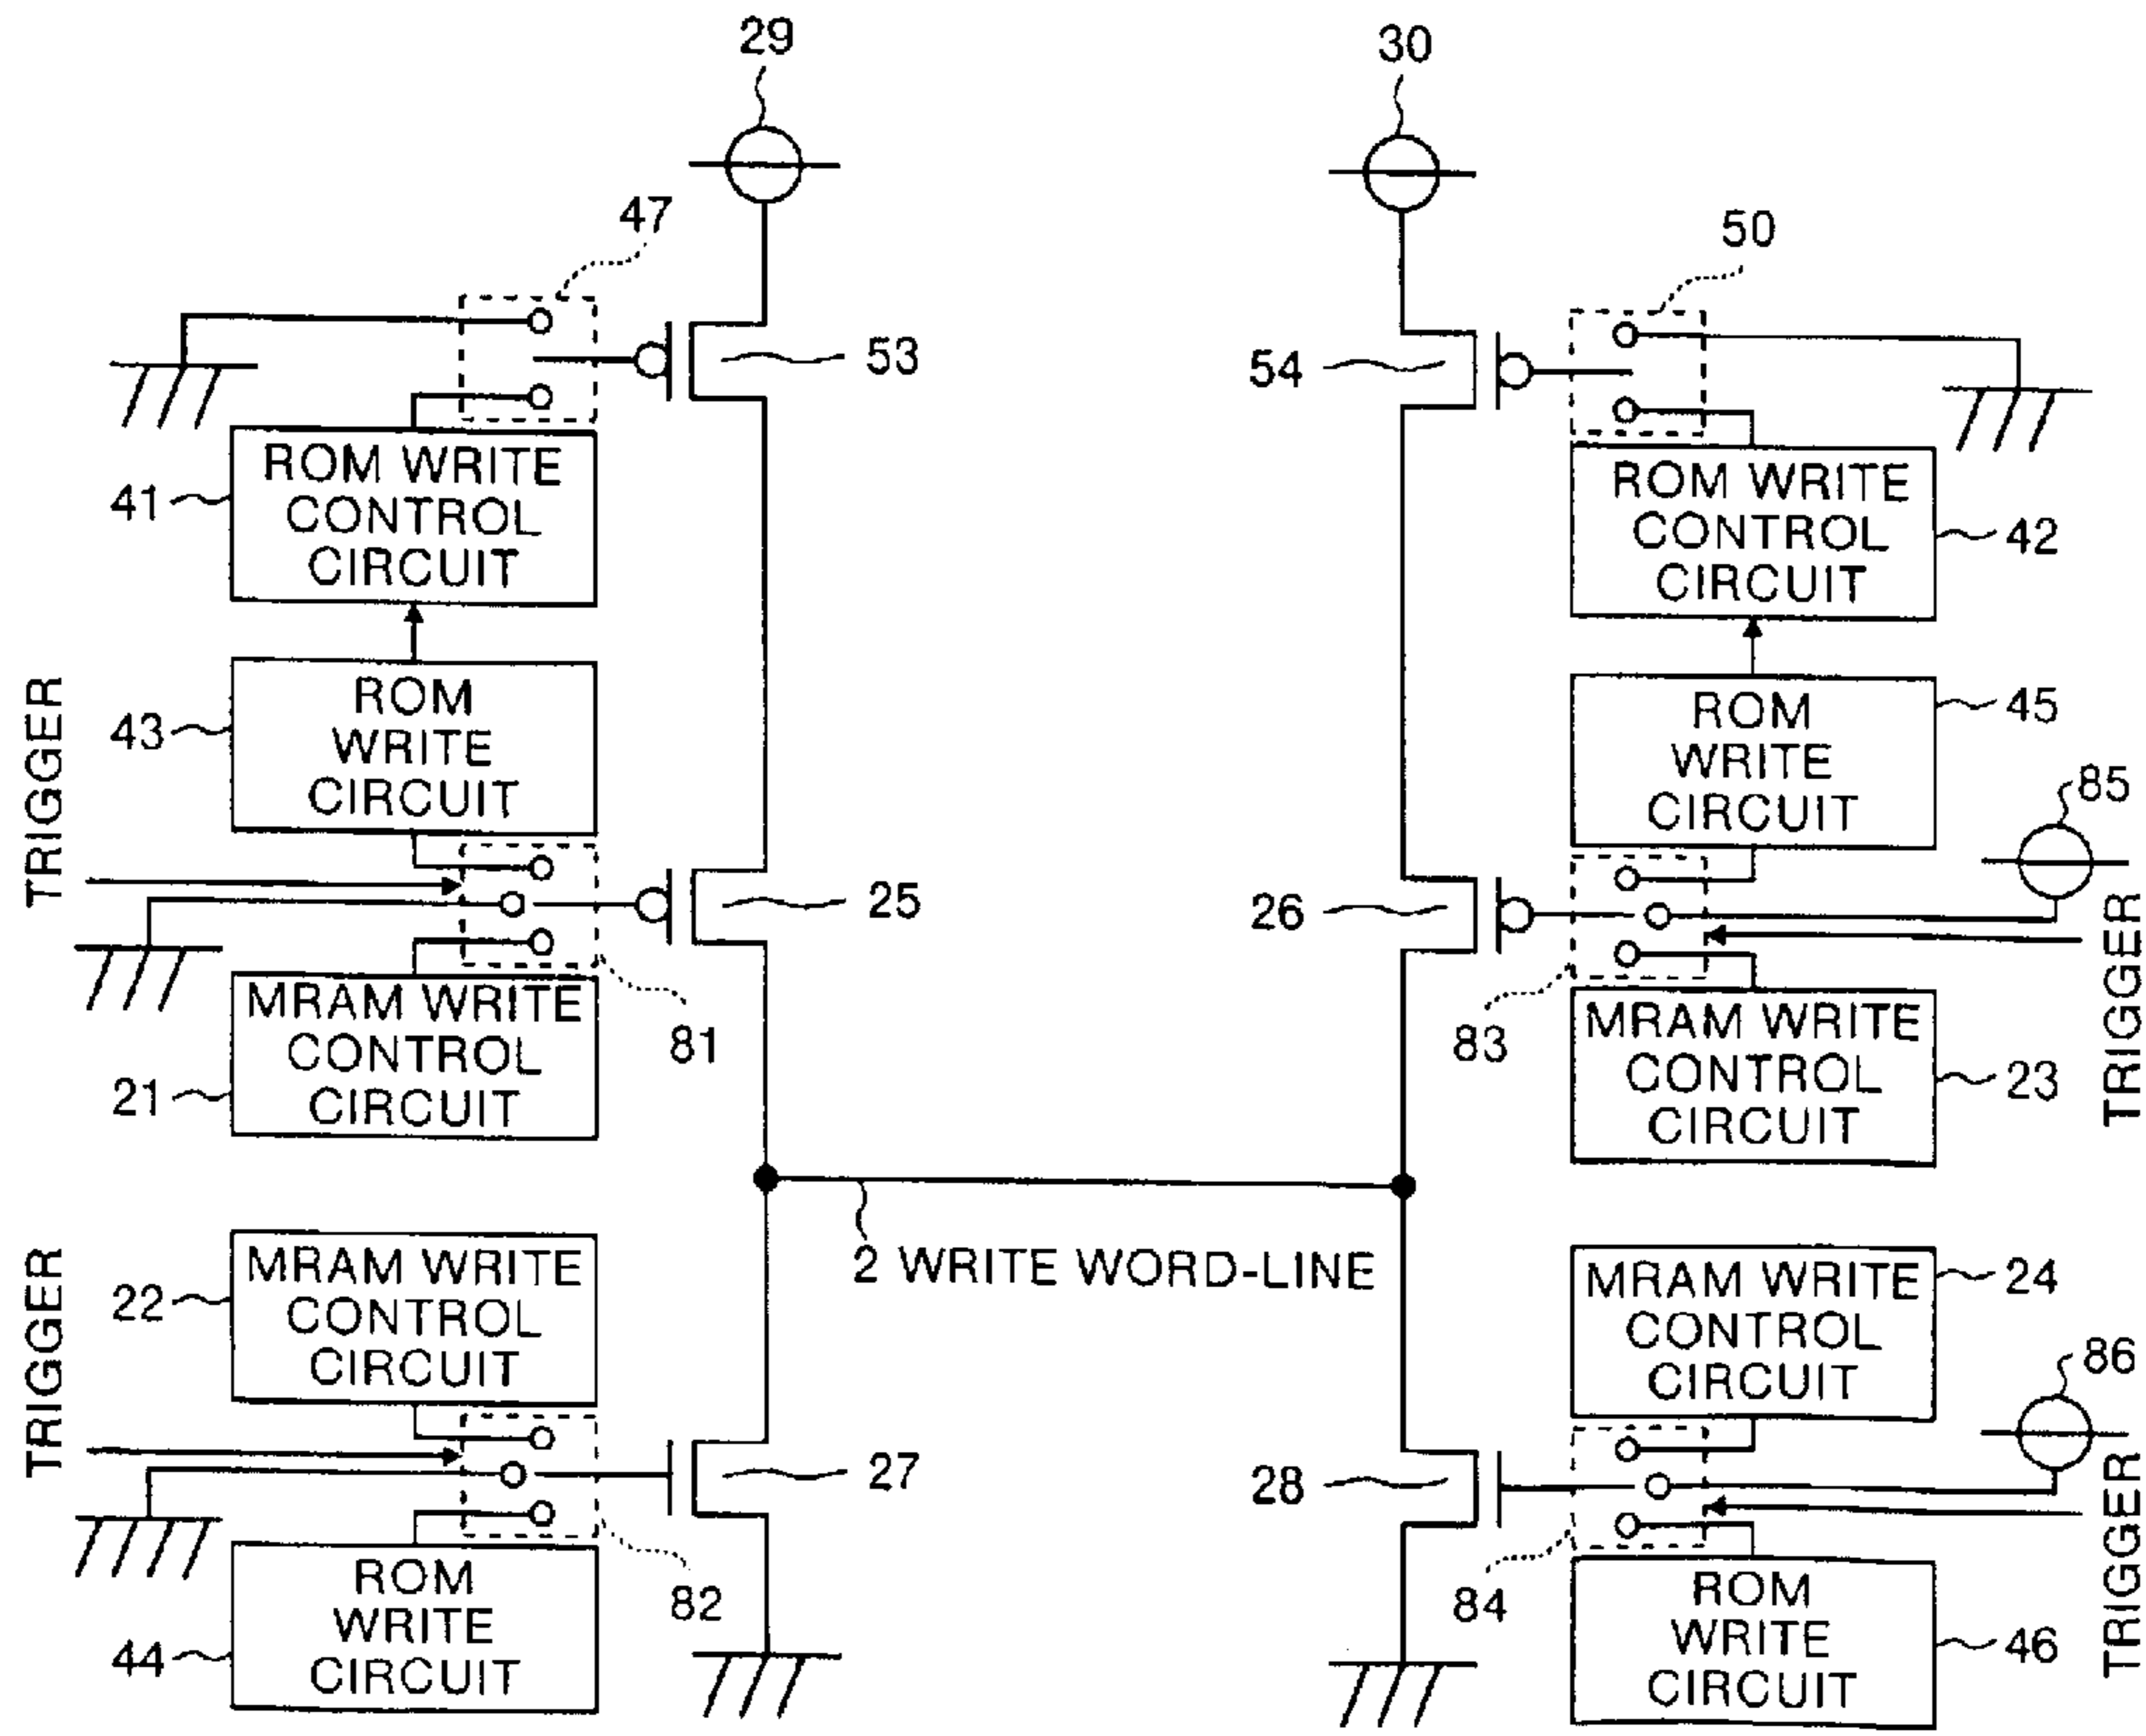 29
30
47
50
53
54
ROM WRITE
CONTROL
CIRCUIT
41
ROM WRITE
CONTROL
CIRCUIT
42
TRIGGER
ROM
WRITE
CIRCUIT
43
ROM
WRITE
CIRCUIT
45
85
25
26
MRAM WRITE
CONTROL
CIRCUIT
21
81
83
MRAM WRITE
CONTROL
CIRCUIT
23
TRIGGER
2 WRITE WORD-LINE
TRIGGER
MRAM WRITE
CONTROL
CIRCUIT
22
MRAM WRITE
CONTROL
CIRCUIT
24
86
27
28
ROM
WRITE
CIRCUIT
44
82
84
ROM
WRITE
CIRCUIT
46
TRIGGER